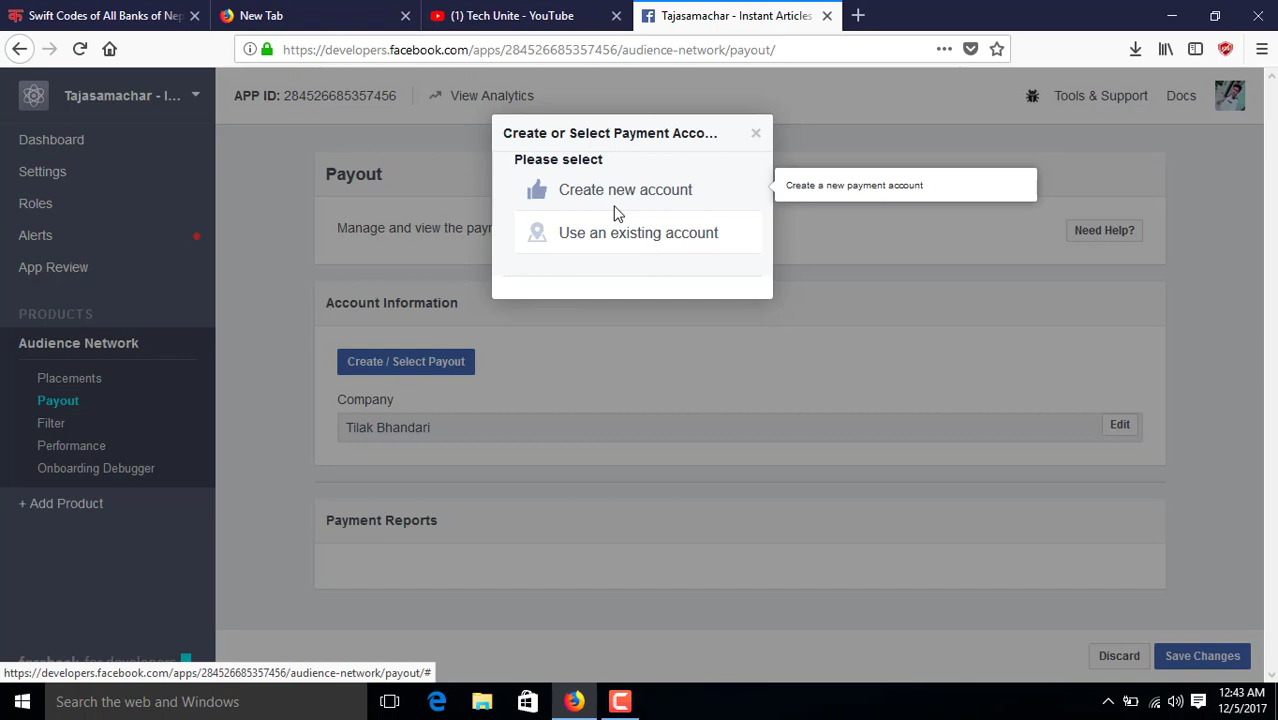 Swift Codes of All Banks of Nep
New Tab
(1) Tech Unite - YouTube
Tajasamachar - Instant Articles
https://developers.facebook.com/apps/284526685357456/audience-network/payout/
Tajasamachar - I...
APP ID: 284526685357456
View Analytics
Tools & Support
Docs
Dashboard
Settings
Roles
Alerts
App Review
PRODUCTS
Audience Network
Placements
Payout
Filter
Performance
Onboarding Debugger
+ Add Product
Create or Select Payment Acco...
Please select
Create new account
Use an existing account
Create a new payment account
Payout
Manage and view the paym
Need Help?
Account Information
Create / Select Payout
Company
Tilak Bhandari
Edit
Payment Reports
Discard
Save Changes
https://developers.facebook.com/apps/284526685357456/audience-network/payout/#
Search the web and Windows
12:43 AM
12/5/2017